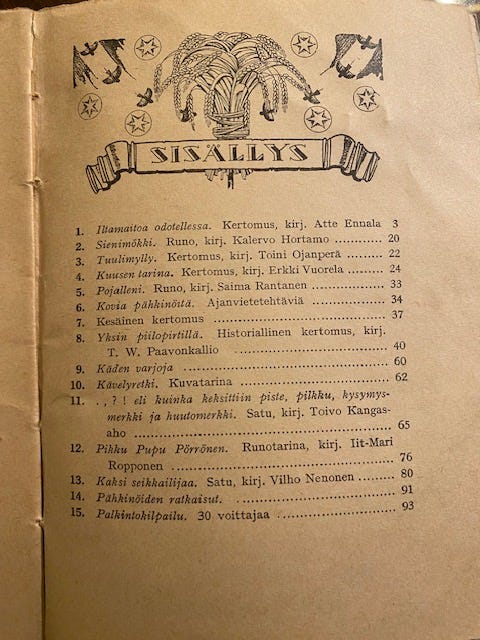 SISÄLLYS
1. Iltamaitoa odotellessa. Kertomus, kirj. Atte Ennala 3
2. Sienimökki. Runo, kirj. Kalervo Hortamo ............ 20
3. Tuulimylly. Kertomus, kirj. Toini Ojanperä ........ 22
4. Kuusen tarina. Kertomus, kirj. Erkki Vuorela .... 24
5. Pojalleni. Runo, kirj. Saima Rantanen ................ 33
6. Kovia pähkinöitä. Ajanvietetehtäviä .................... 34
7. Kesäinen kertomus ........................................ 37
8. Yksin piilopirtillä. Historiallinen kertomus, kirj.
T. W. Paavonkallio ........................................ 40
9. Käden varjoja ................................................ 60
10. Kävelyretki. Kuvatarina .................................... 62
11. . , ? ! eli kuinka keksittiin piste, pilkku, kysymys-
merkki ja huutomerkki. Satu, kirj. Toivo Kangas-
aho ............................................................ 65
12. Pikku Pupu Pörrönen. Runotarina, kirj. Iit-Mari
Ropponen .................................................... 76
13. Kaksi seikkailijaa. Satu, kirj. Vilho Nenonen ........ 80
14. Pähkinöiden ratkaisut. .................................... 91
15. Palkintokilpailu. 30 voittajaa ............................ 93